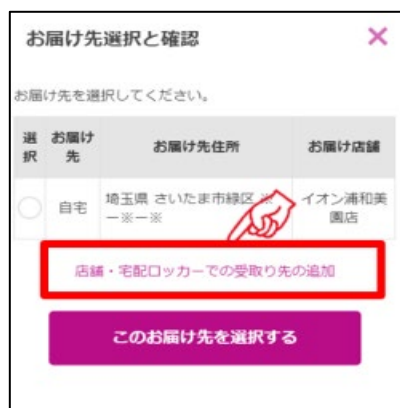 お届け先選択と確認
×
お届け先を選択してください。
選択 お届け先 お届け先住所 お届け店舗
自宅 埼玉県 さいたま市緑区 ※ イオン浦和美
ー※ー※ 園店
店舗・宅配ロッカーでの受取り先の追加
このお届け先を選択する